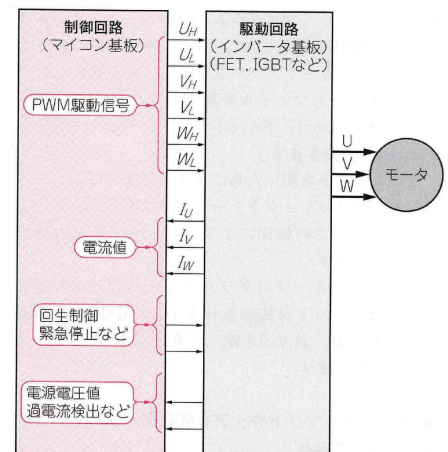 制御回路
（マイコン基板）
PWM駆動信号
電流値
回生制御
緊急停止など
電源電圧値
過電流検出など
U_H
U_L
V_H
V_L
W_H
W_L
I_U
I_V
I_W
駆動回路
（インバータ基板）
（FET，IGBTなど）
U
V
W
モータ